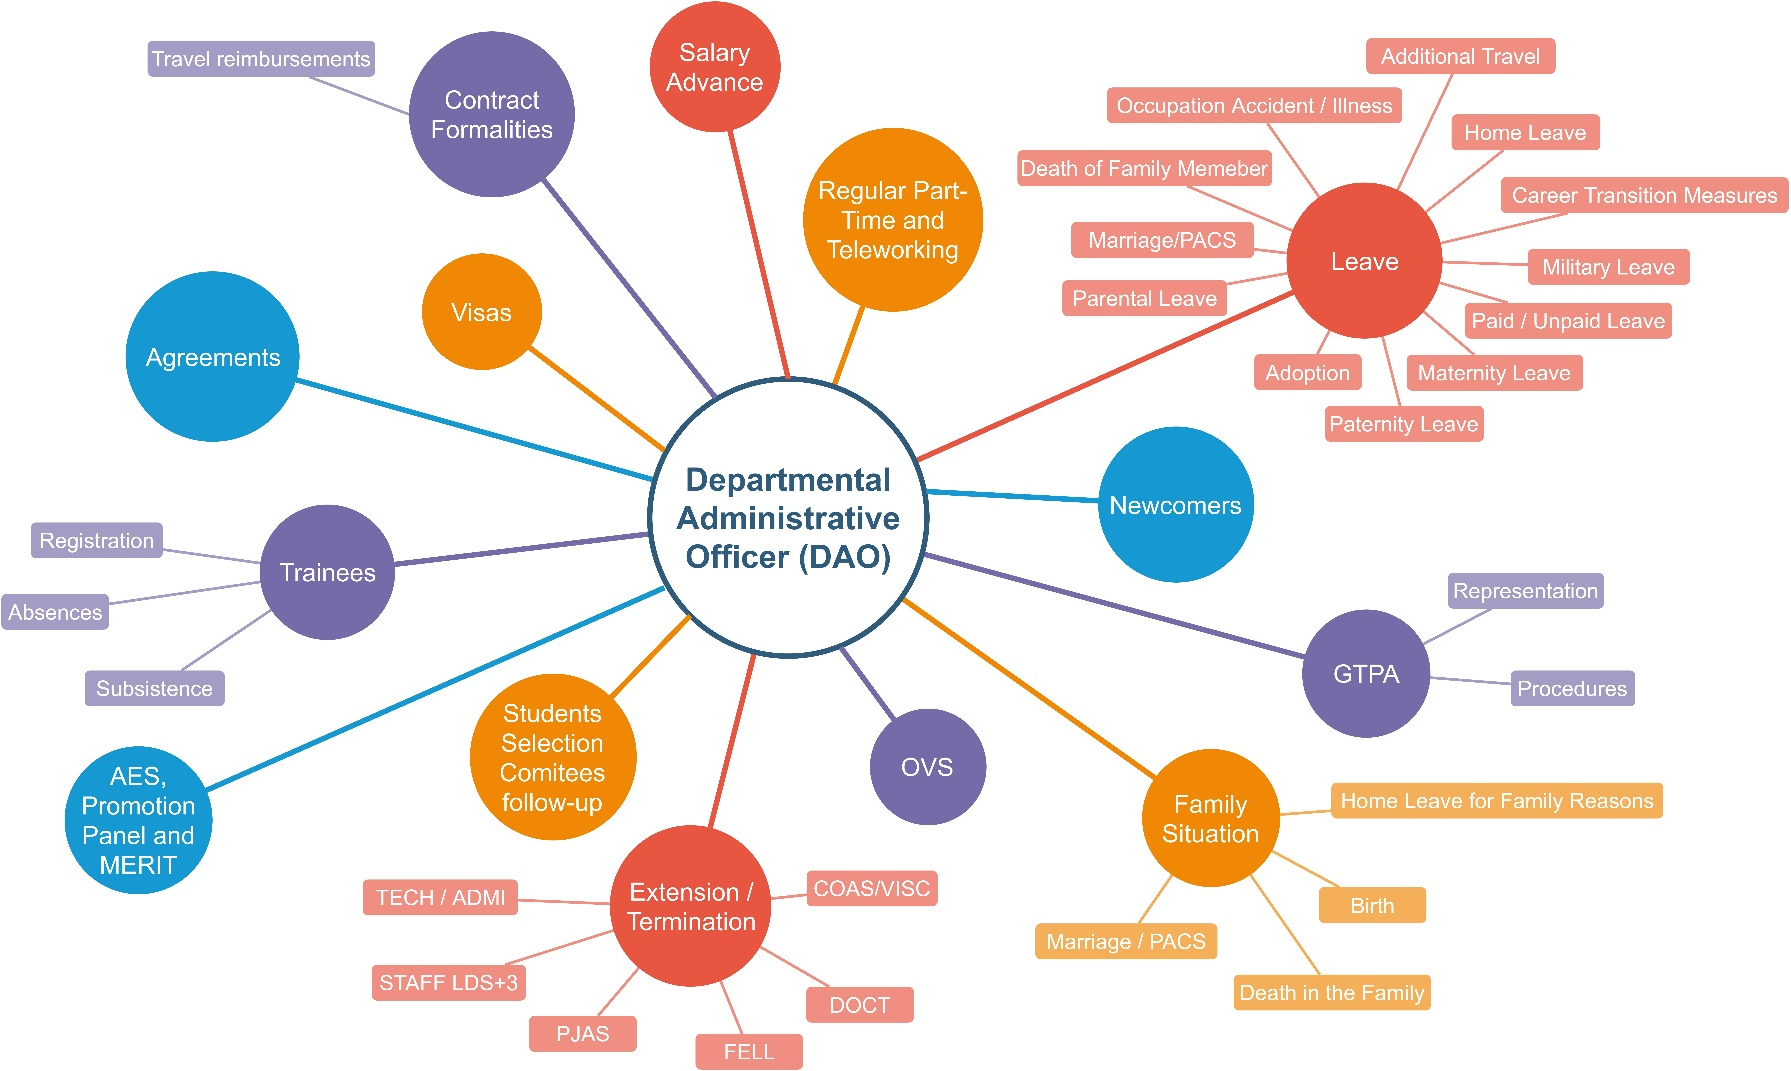 Travel reimbursements
Contract
Formalities
Salary
Advance
Regular Part-
Time and
Teleworking
Additional Travel
Occupation Accident / Illness
Home Leave
Death of Family Memeber
Career Transition Measures
Marriage/PACS
Leave
Military Leave
Parental Leave
Paid / Unpaid Leave
Adoption
Maternity Leave
Paternity Leave
Visas
Agreements
Departmental
Administrative
Officer (DAO)
Newcomers
Registration
Trainees
Absences
Subsistence
Representation
GTPA
Procedures
AES,
Promotion
Panel and
MERIT
Students
Selection
Comitees
follow-up
OVS
Family
Situation
Home Leave for Family Reasons
Birth
Marriage / PACS
Death in the Family
Extension /
Termination
TECH / ADMI
COAS/VISC
STAFF LDS+3
DOCT
PJAS
FELL